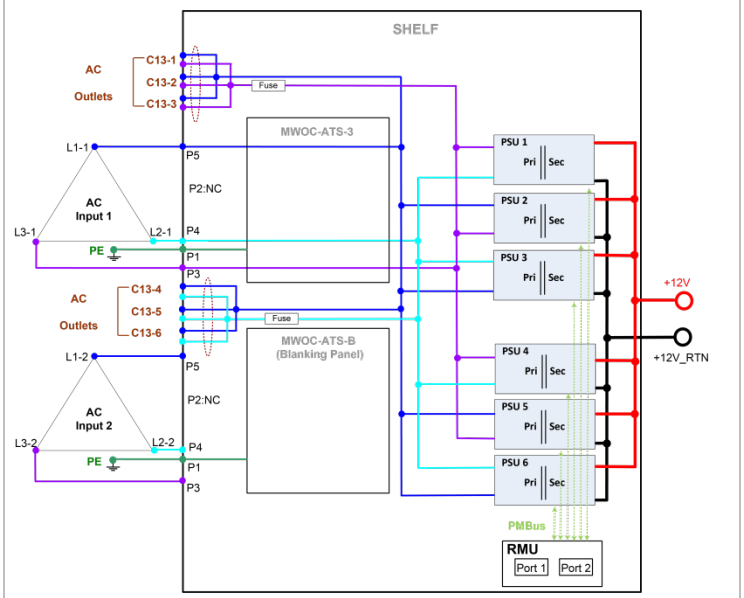 SHELF
AC
Outlets
C13-1
C13-2
C13-3
Fuse
MWOC-ATS-3
L1-1
P5
P2:NC
AC
Input 1
L3-1
L2-1
P4
PE
P1
P3
PSU 1
Pri
Sec
PSU 2
Pri
Sec
PSU 3
Pri
Sec
AC
Outlets
C13-4
C13-5
C13-6
Fuse
MWOC-ATS-B
(Blanking Panel)
L1-2
P5
P2:NC
AC
Input 2
L3-2
L2-2
P4
PE
P1
P3
PSU 4
Pri
Sec
PSU 5
Pri
Sec
PSU 6
Pri
Sec
+12V
+12V_RTN
PMBus
RMU
Port 1
Port 2